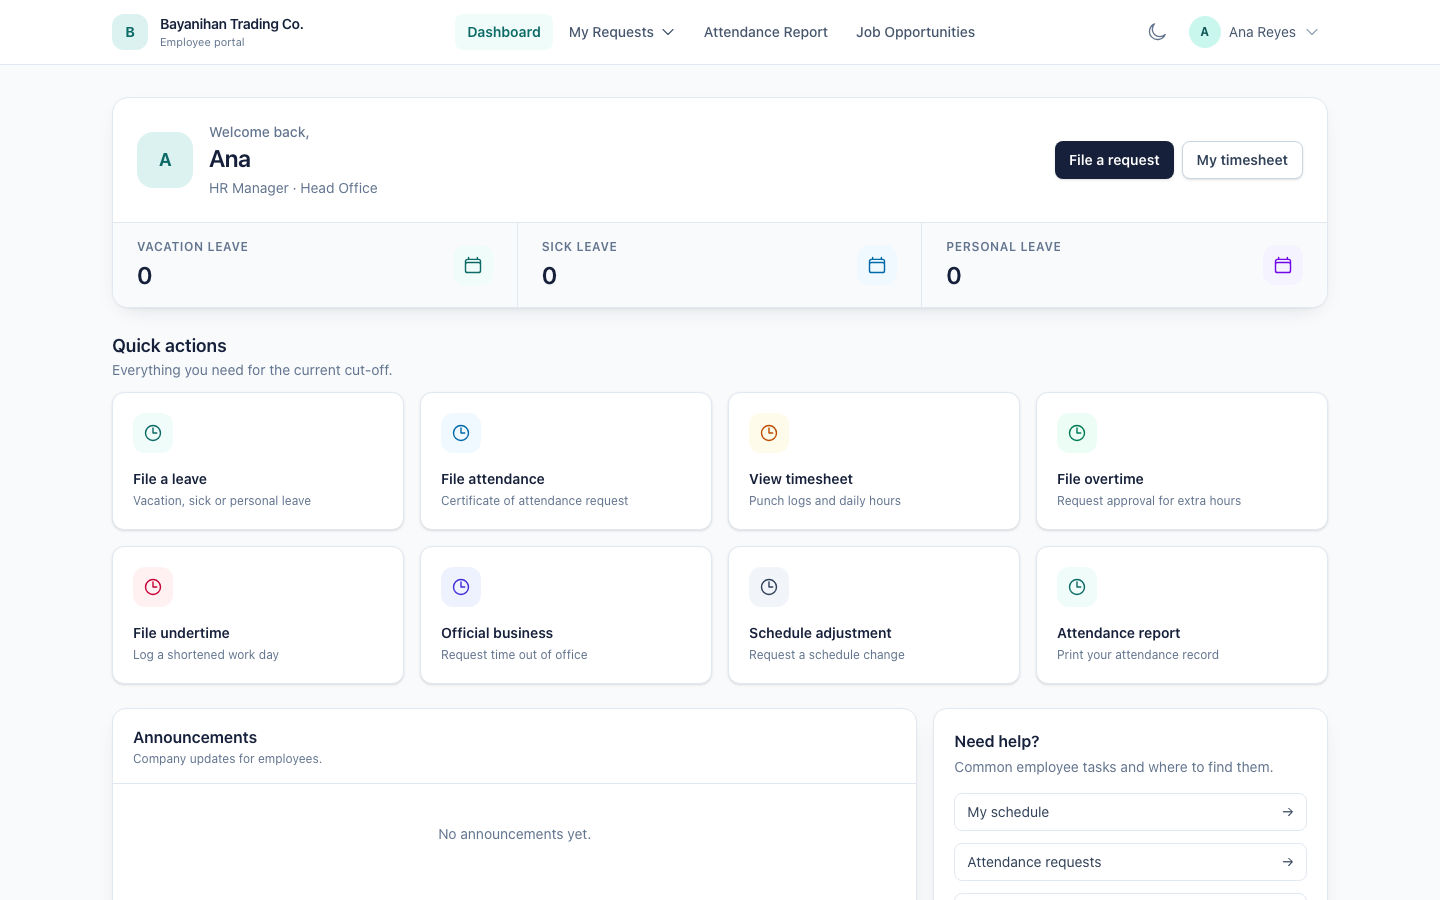 B
Bayanihan Trading Co.
Employee portal
Dashboard
My Requests
Attendance Report
Job Opportunities
A
Ana Reyes
A
Welcome back,
Ana
HR Manager · Head Office
File a request
My timesheet
VACATION LEAVE
0
SICK LEAVE
0
PERSONAL LEAVE
0
Quick actions
Everything you need for the current cut-off.
File a leave
Vacation, sick or personal leave
File attendance
Certificate of attendance request
View timesheet
Punch logs and daily hours
File overtime
Request approval for extra hours
File undertime
Log a shortened work day
Official business
Request time out of office
Schedule adjustment
Request a schedule change
Attendance report
Print your attendance record
Announcements
Company updates for employees.
No announcements yet.
Need help?
Common employee tasks and where to find them.
My schedule
Attendance requests